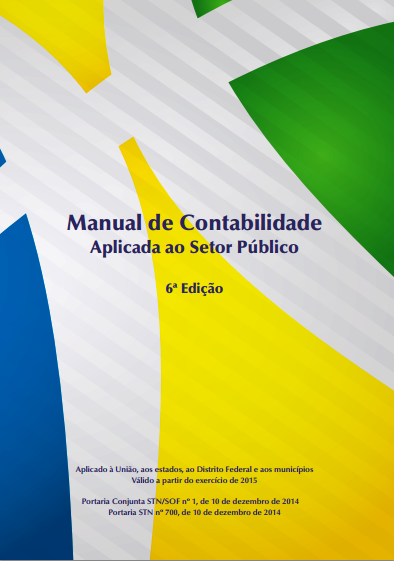 Manual de Contabilidade
Aplicada ao Setor Público
6ª Edição
Aplicado à União, aos estados, ao Distrito Federal e aos municípios
Válido a partir do exercício de 2015
Portaria Conjunta STN/SOF nº 1, de 10 de dezembro de 2014
Portaria STN nº 700, de 10 de dezembro de 2014